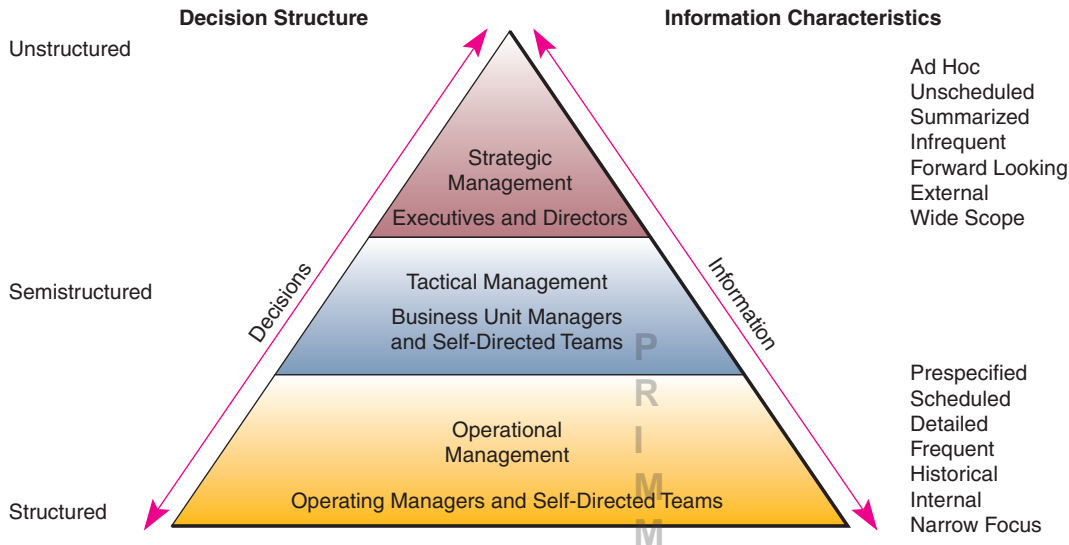 Decision Structure
Information Characteristics
Unstructured
Ad Hoc
Unscheduled
Summarized
Infrequent
Forward Looking
External
Wide Scope
Strategic
Management
Executives and Directors
Decisions
Information
Semistructured
Tactical Management
Business Unit Managers
and Self-Directed Teams
Prespecified
Scheduled
Detailed
Frequent
Historical
Internal
Narrow Focus
Operational
Management
Operating Managers and Self-Directed Teams
Structured
P
R
I
M
M